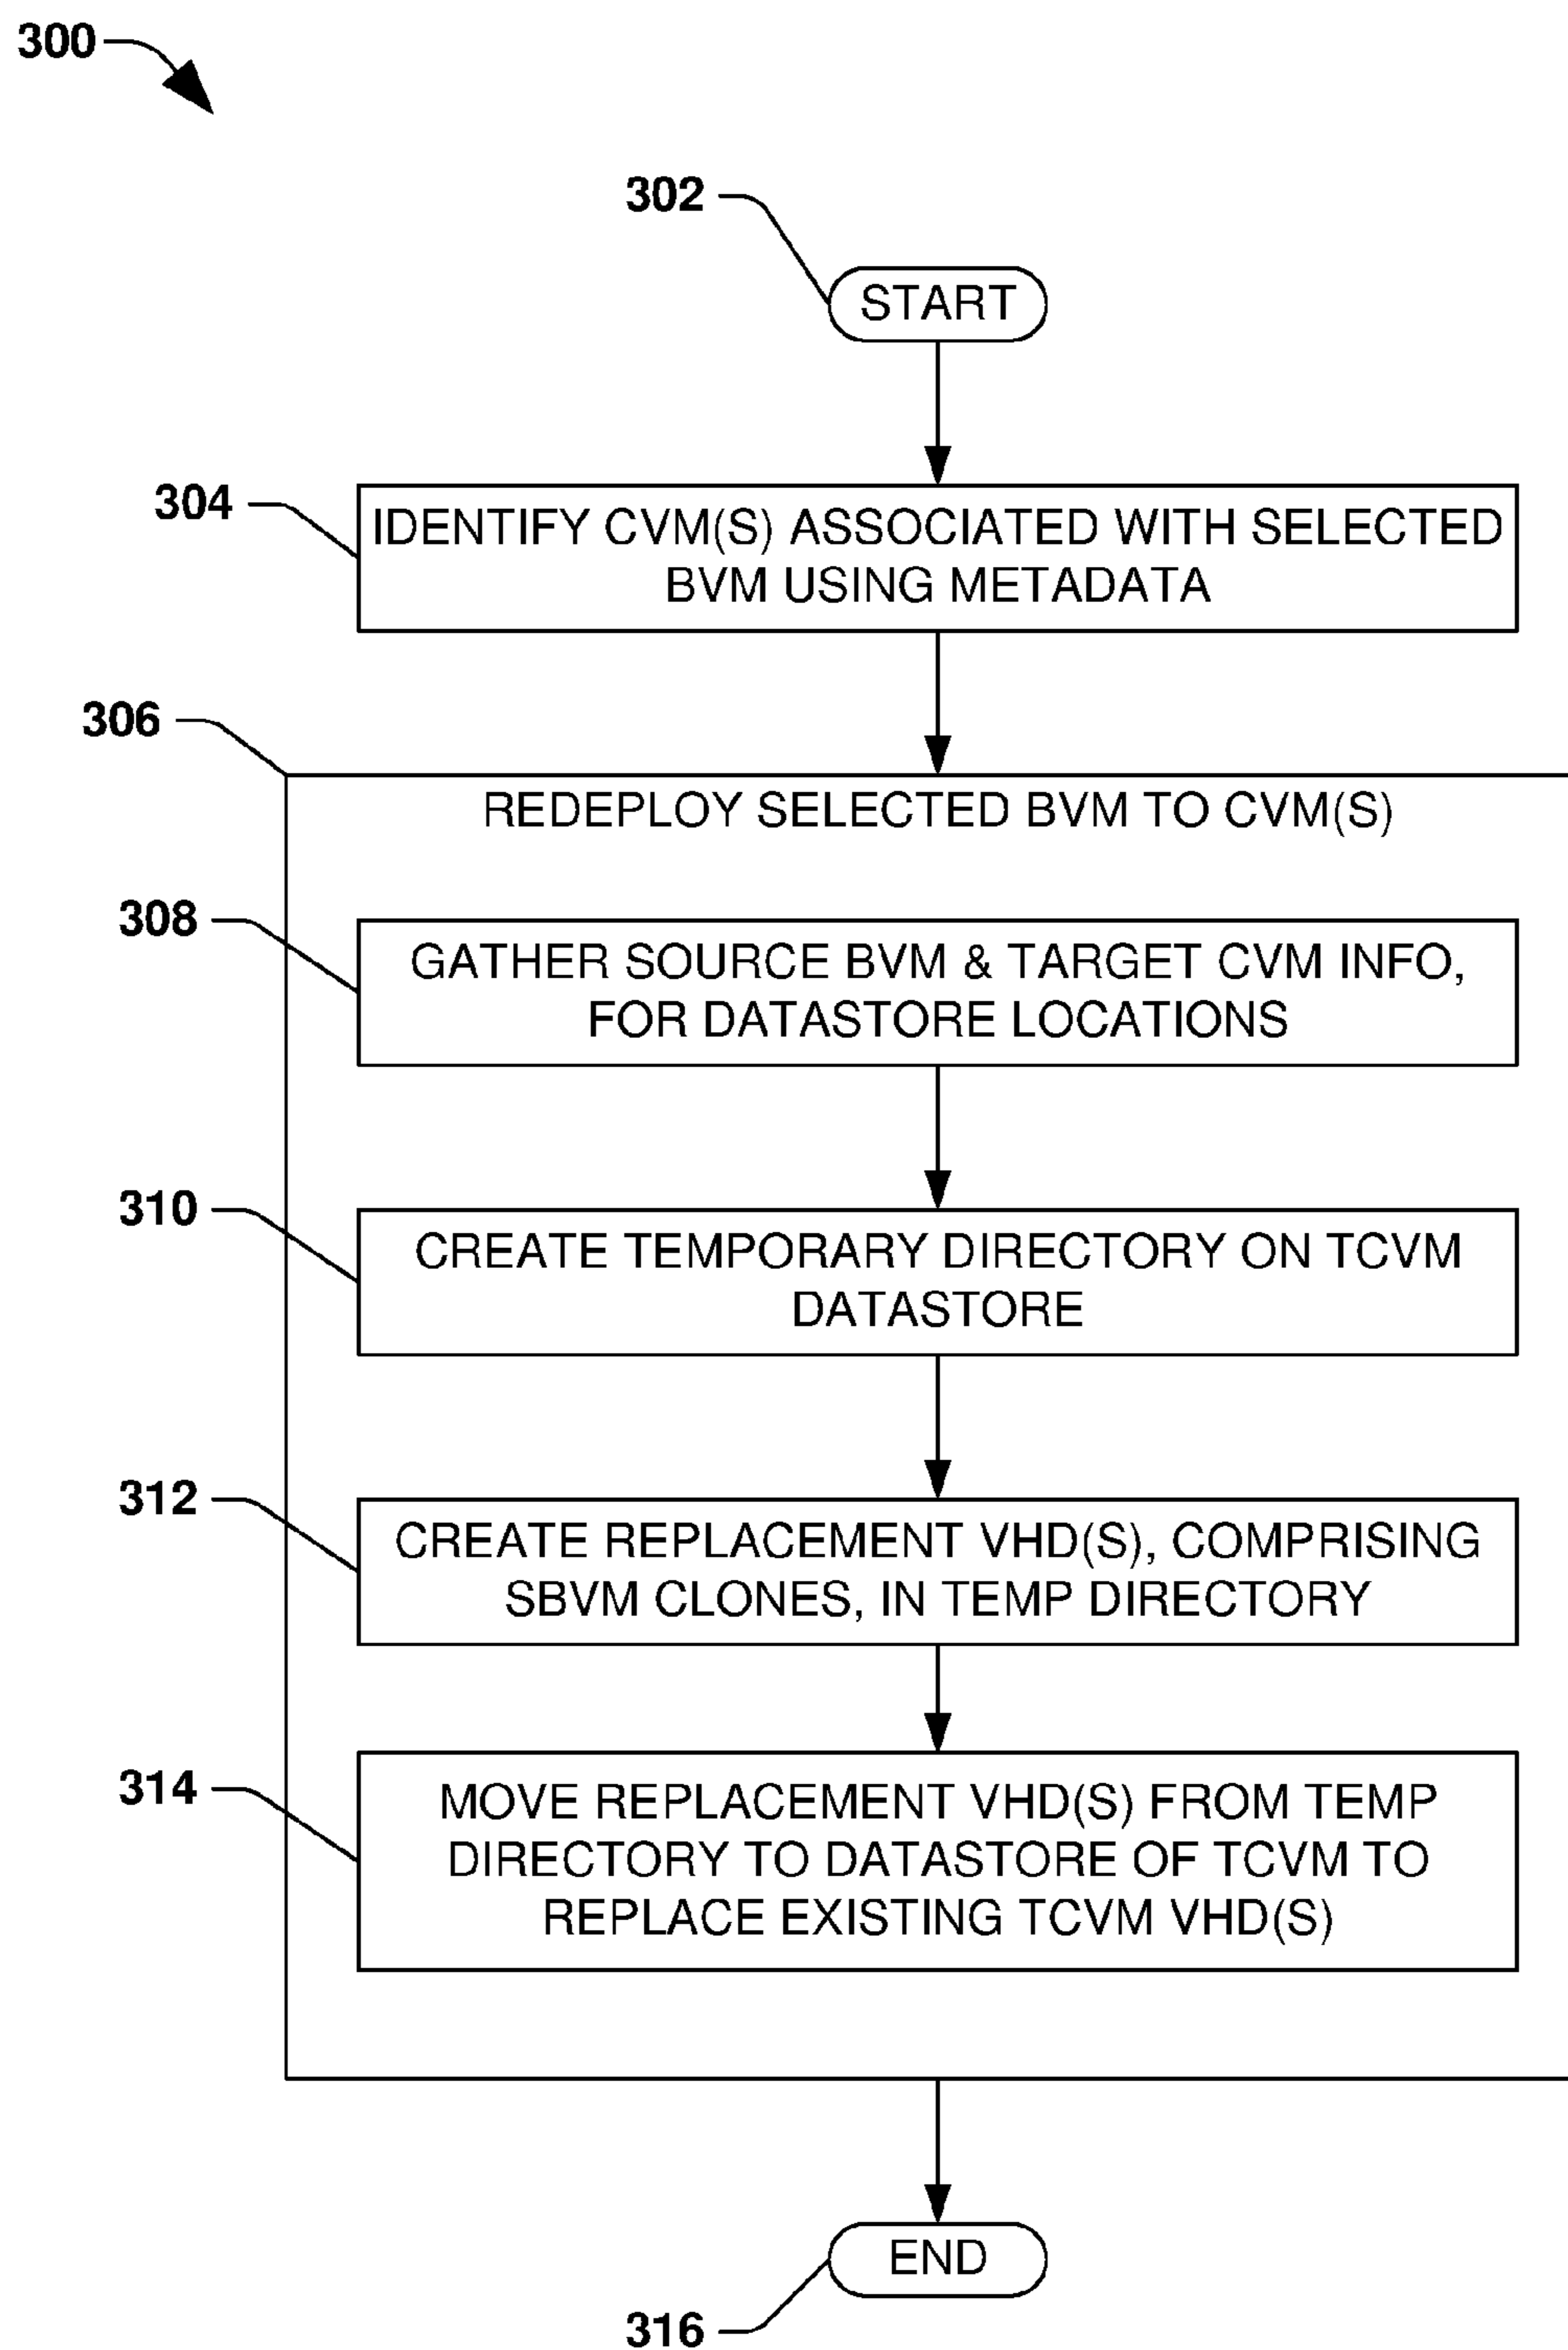 300
302
START
304
IDENTIFY CVM(S) ASSOCIATED WITH SELECTED
BVM USING METADATA
306
REDEPLOY SELECTED BVM TO CVM(S)
308
GATHER SOURCE BVM & TARGET CVM INFO,
FOR DATASTORE LOCATIONS
310
CREATE TEMPORARY DIRECTORY ON TCVM
DATASTORE
312
CREATE REPLACEMENT VHD(S), COMPRISING
SBVM CLONES, IN TEMP DIRECTORY
314
MOVE REPLACEMENT VHD(S) FROM TEMP
DIRECTORY TO DATASTORE OF TCVM TO
REPLACE EXISTING TCVM VHD(S)
END
316